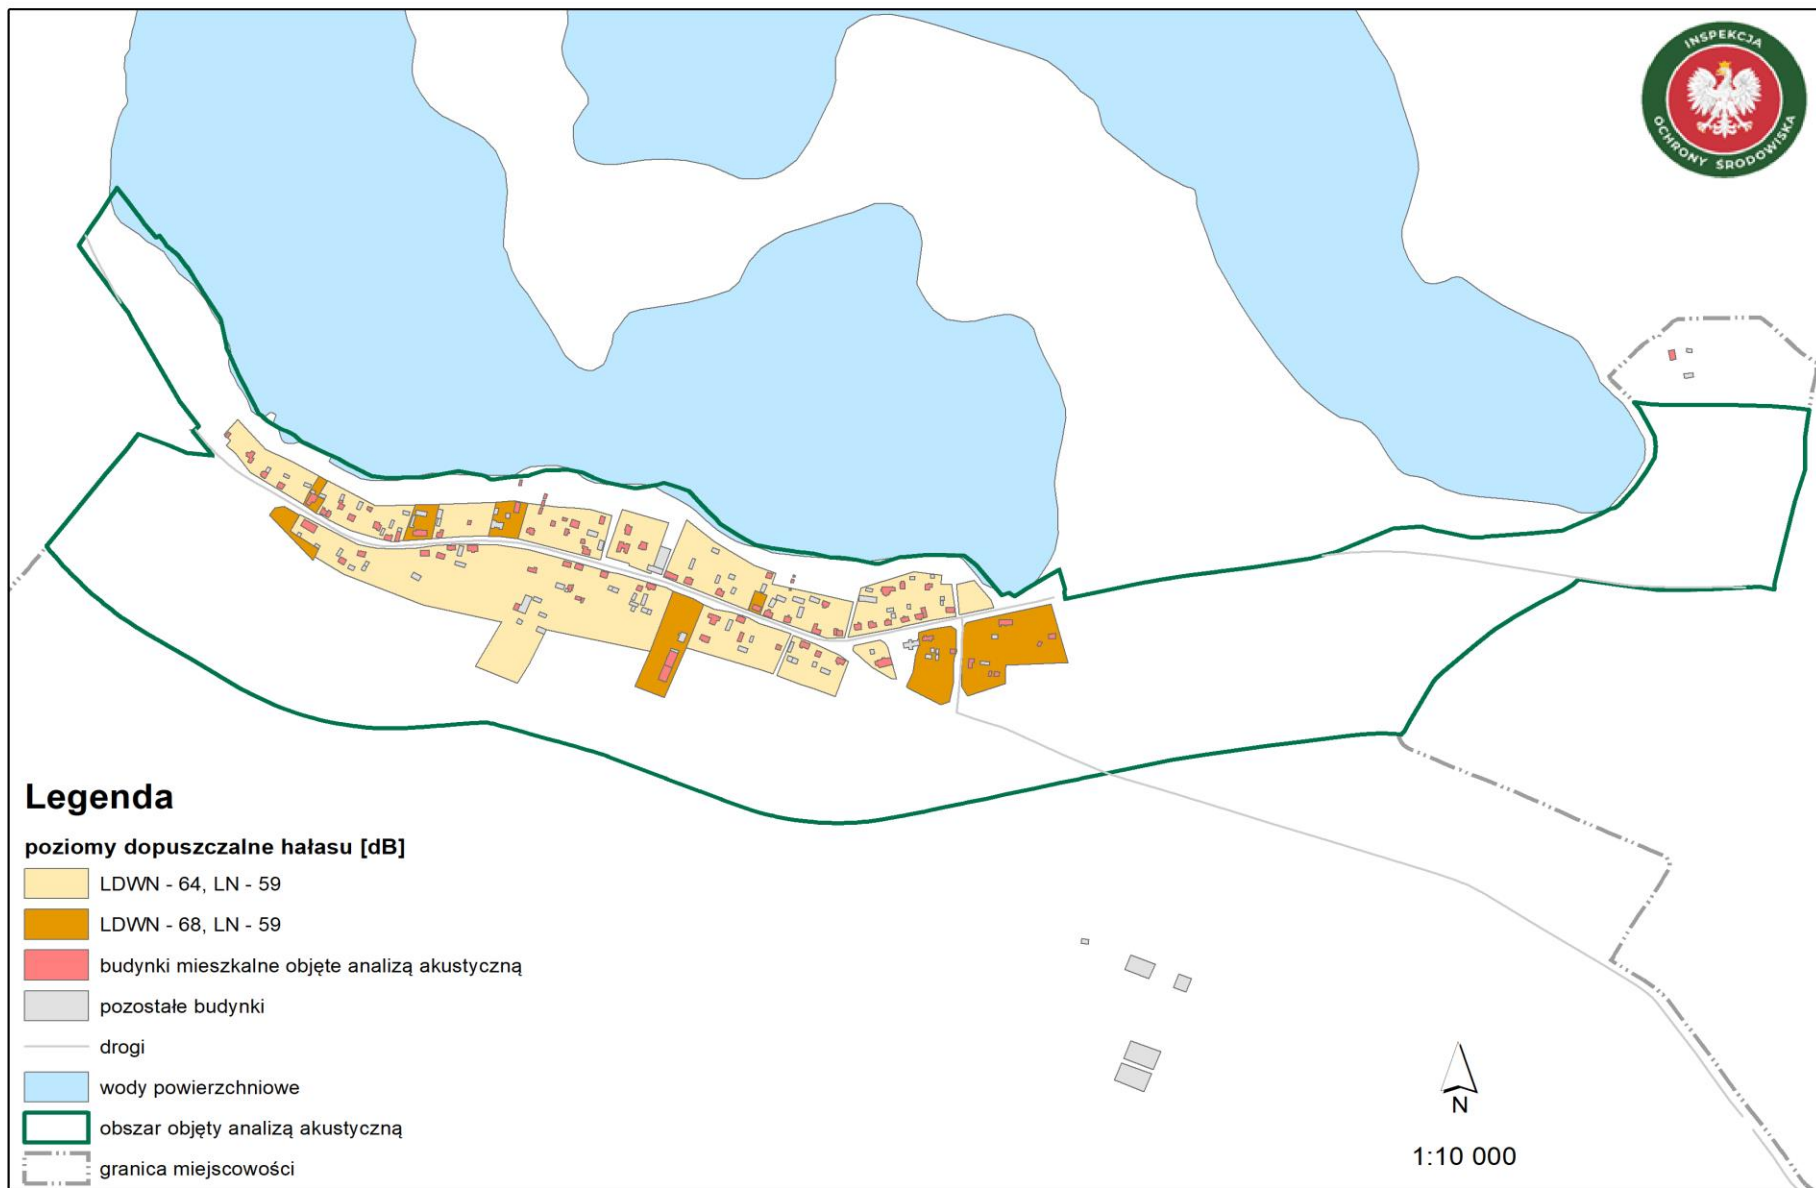 INSPEKCJA
OCHRONY ŚRODOWISKA
Legenda
poziomy dopuszczalne hałasu [dB]
LDWN - 64, LN - 59
LDWN - 68, LN - 59
budynki mieszkalne objęte analizą akustyczną
pozostałe budynki
drogi
wody powierzchniowe
obszar objęty analizą akustyczną
granica miejscowości
N
1:10 000